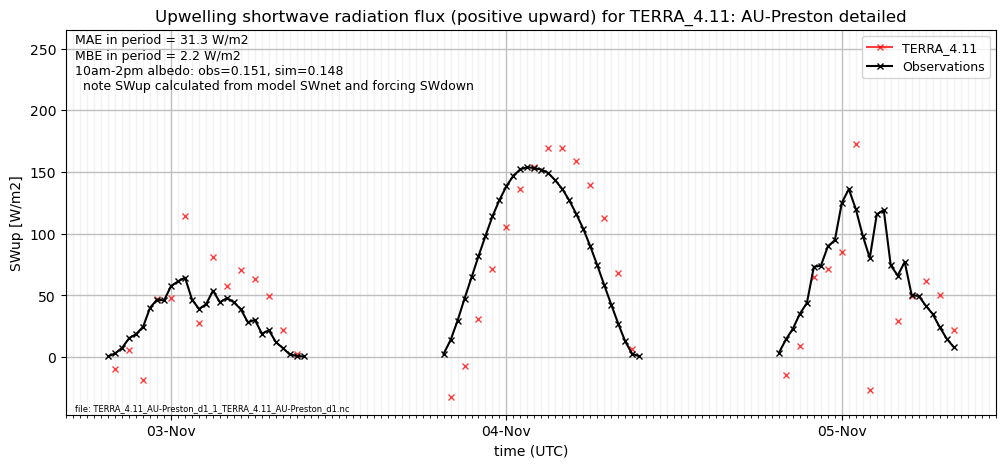 Upwelling shortwave radiation flux (positive upward) for TERRA_4.11: AU-Preston detailed
MAE in period = 31.3 W/m2
MBE in period = 2.2 W/m2
10am-2pm albedo: obs=0.151, sim=0.148
note SWup calculated from model SWnet and forcing SWdown
TERRA_4.11
Observations
250
200
150
100
50
0
SWup [W/m2]
file: TERRA_4.11_AU-Preston_d1_1_TERRA_4.11_AU-Preston_d1.nc
03-Nov
04-Nov
05-Nov
time (UTC)